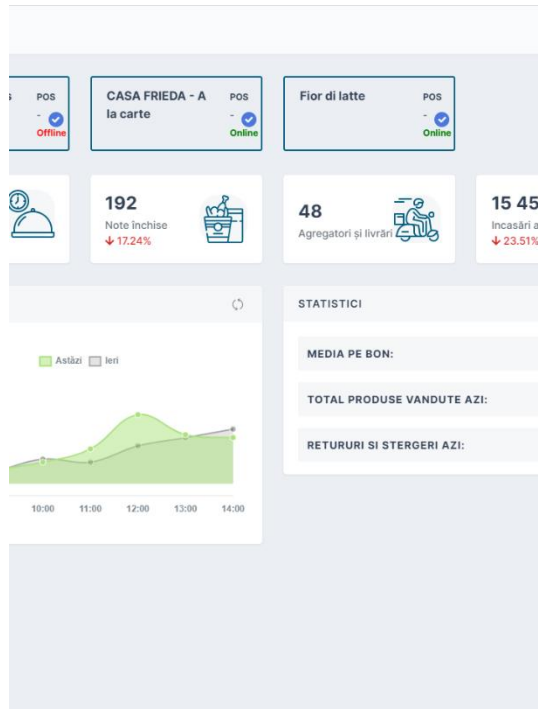 POS
-
Offline
CASA FRIEDA - A
la carte
POS
-
Online
Fior di latte
POS
-
Online
192
Note închise
17.24%
48
Agregatori și livrări
15 45
Incasări a
23.51%
Astăzi
Ieri
10:00 11:00 12:00 13:00 14:00
STATISTICI
MEDIA PE BON:
TOTAL PRODUSE VANDUTE AZI:
RETURURI SI STERGERI AZI: